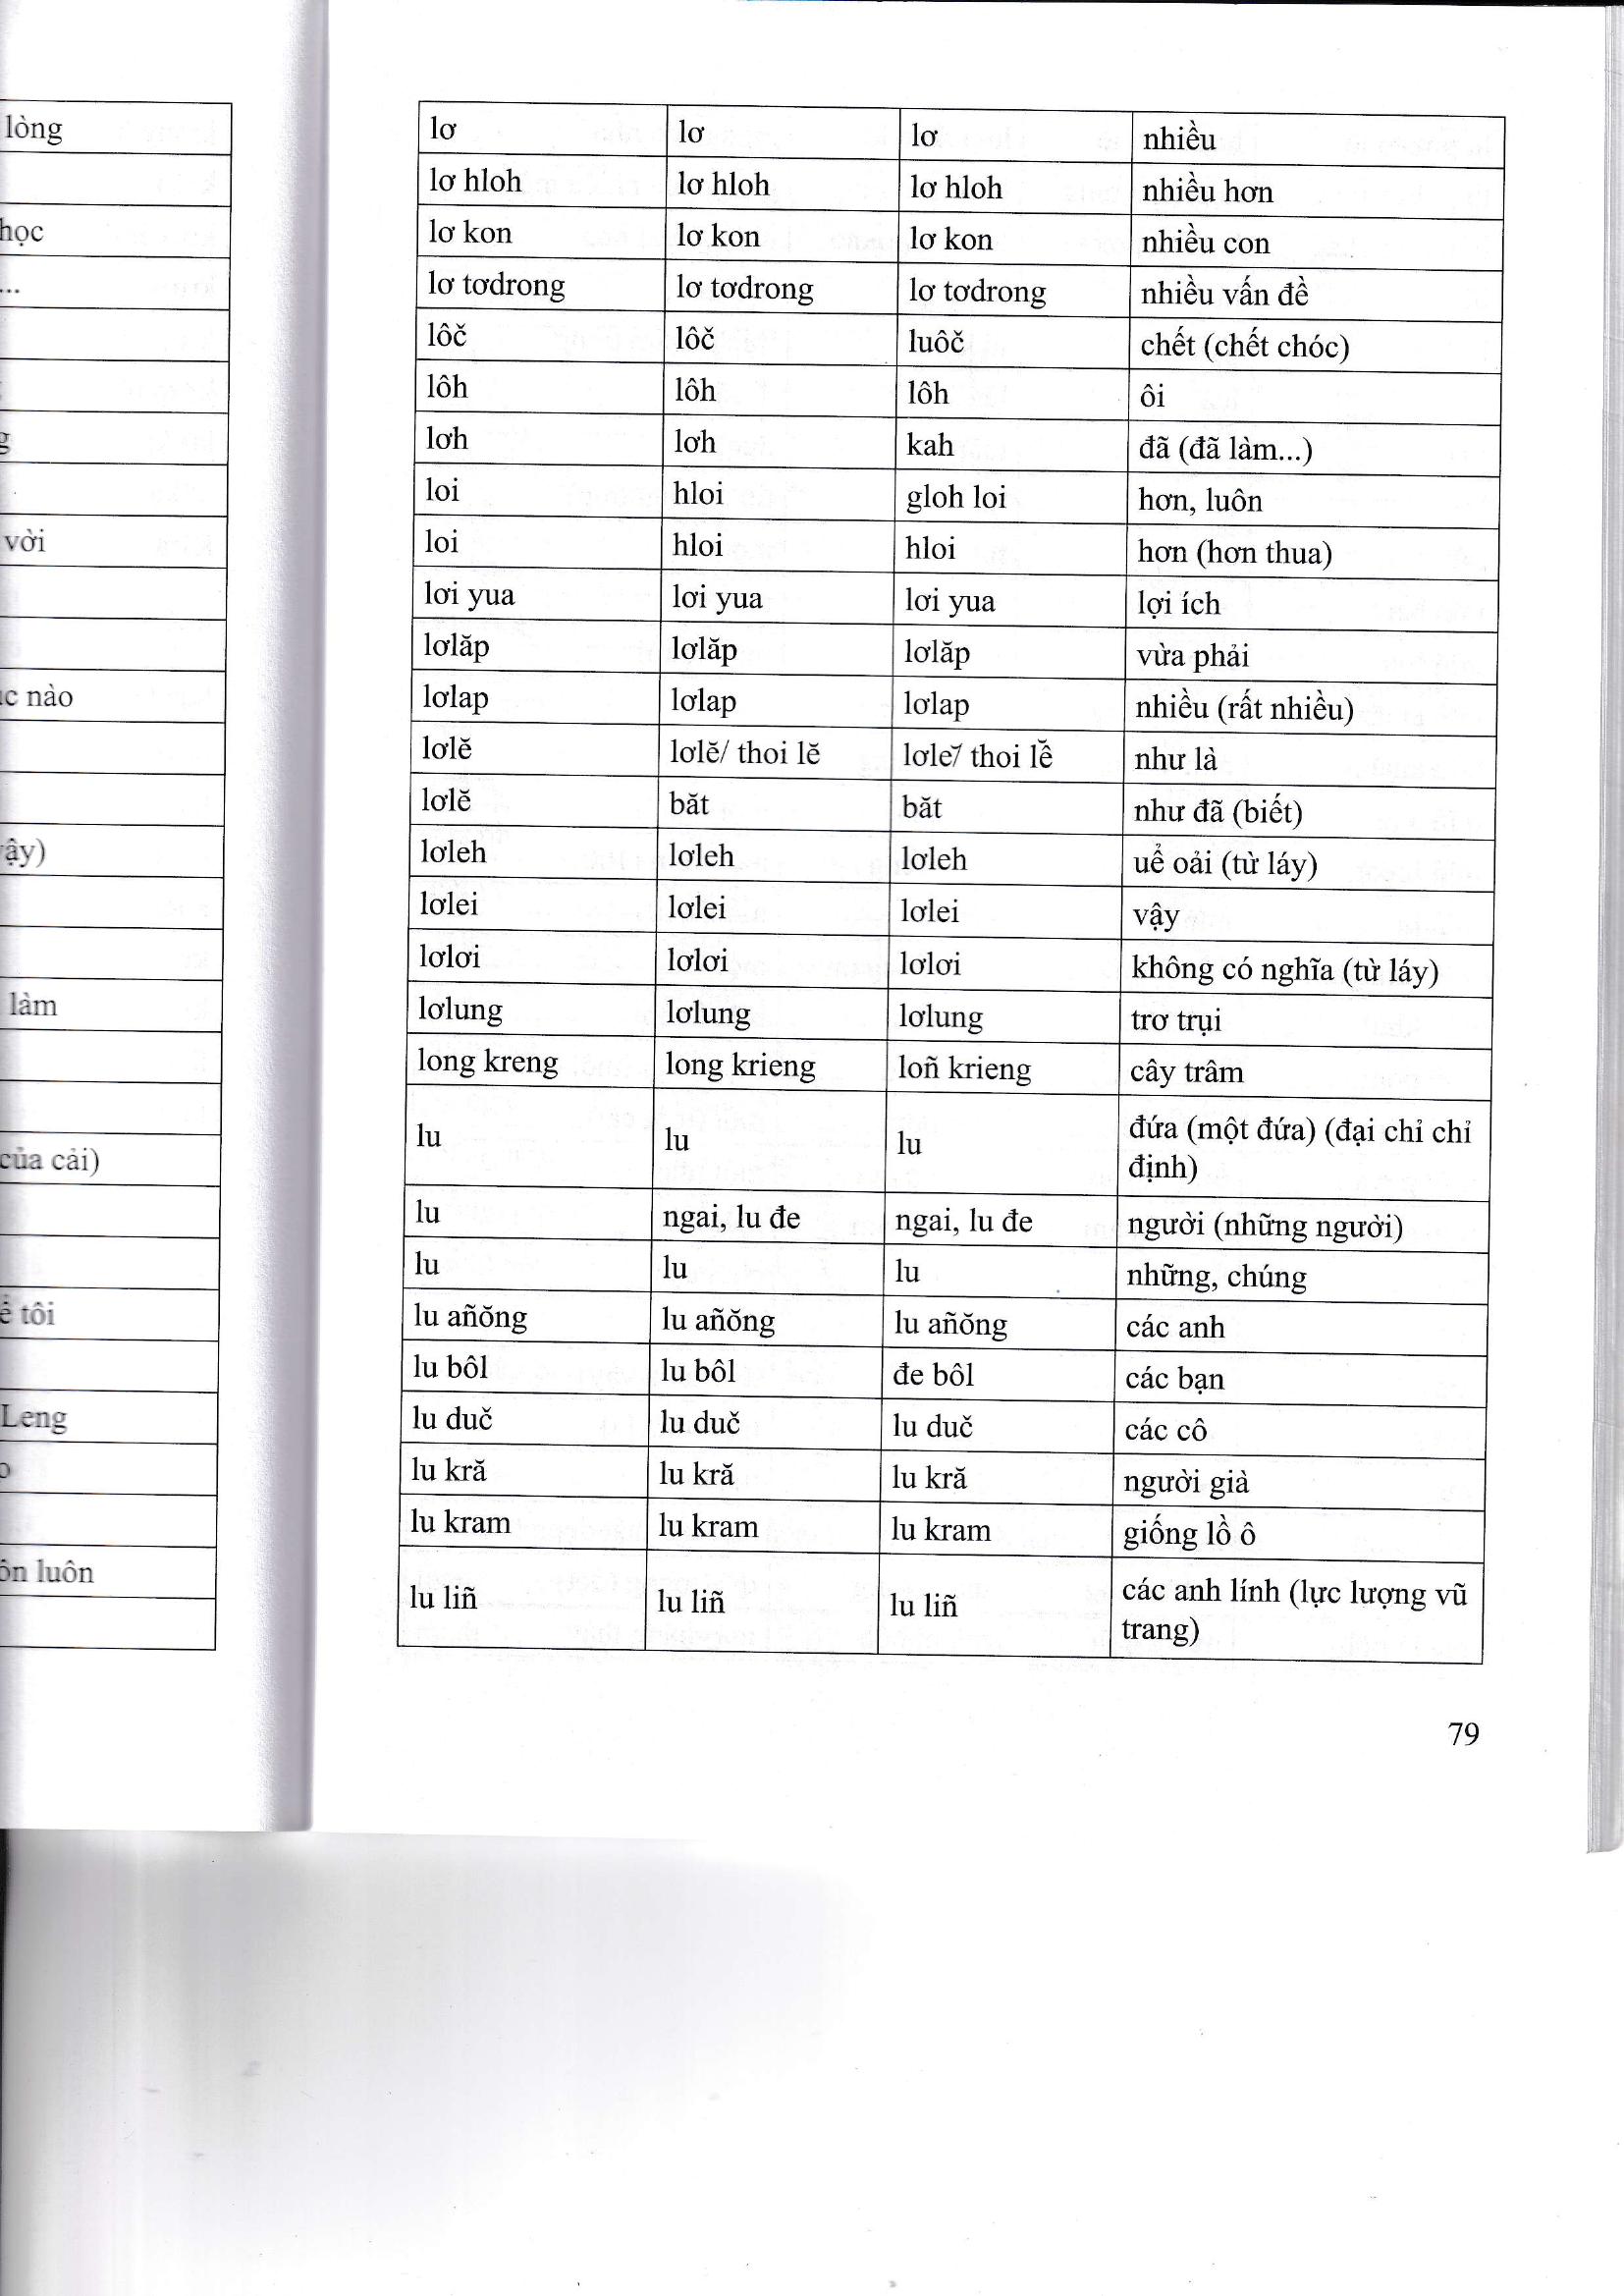 lòng
học
...
vời
nào
làm
của cải)
tôi
Leng
luôn
lơ lơ lơ nhiều
lơ hloh lơ hloh lơ hloh nhiều hơn
lơ kon lơ kon lơ kon nhiều con
lơ tơdrong lơ tơdrong lơ tơdrong nhiều vấn đề
lôč lôč luôč chết (chết chóc)
lôh lôh lôh ôi
lơh lơh kah đã (đã làm...)
loi hloi gloh loi hơn, luôn
loi hloi hloi hơn (hơn thua)
lơi yua lơi yua lơi yua lợi ích
lơlăp lơlăp lơlăp vừa phải
lơlap lơlap lơlap nhiều (rất nhiều)
lơlĕ lơlĕ/ thoi lĕ lơlĕ/ thoi lê̆ như là
lơlĕ băt băt như đã (biết)
lơleh lơleh lơleh uể oải (từ láy)
lơlei lơlei lơlei vậy
lơlơi lơlơi lơlơi không có nghĩa (từ láy)
lơlung lơlung lơlung trơ trụi
long kreng long krieng loñ krieng cây trâm
lu lu lu đứa (một đứa) (đại chỉ chỉ
định)
lu ngai, lu đe ngai, lu đe người (những người)
lu lu lu những, chúng
lu añŏng lu añŏng lu añŏng các anh
lu bôl lu bôl đe bôl các bạn
lu duč lu duč lu duč các cô
lu kră lu kră lu kră người già
lu kram lu kram lu kram giống lồ ô
lu liñ lu liñ lu liñ các anh lính (lực lượng vũ
trang)
79